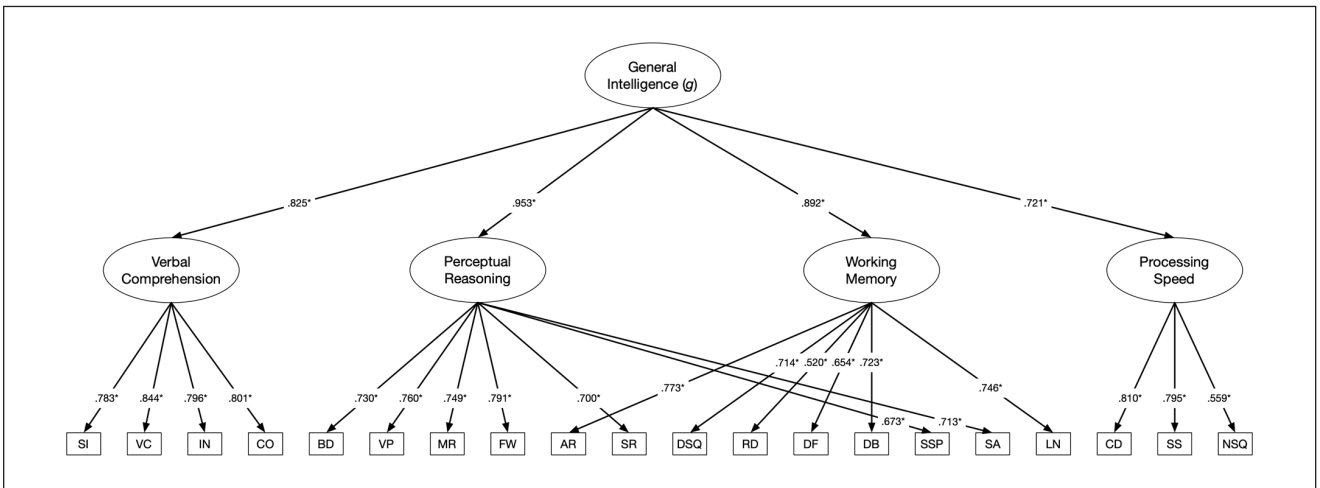 General
Intelligence (g)
.825*
.953*
.892*
.721*
Verbal
Comprehension
Perceptual
Reasoning
Working
Memory
Processing
Speed
.714* .520* .654* .723*
.773*
.746*
.783* .844* .796* .801*
.730* .760* .749* .791* .700*
.810* .795* .559*
.673* .713*
SI VC IN CO BD VP MR FW AR SR DSQ RD DF DB SSP SA LN CD SS NSQ